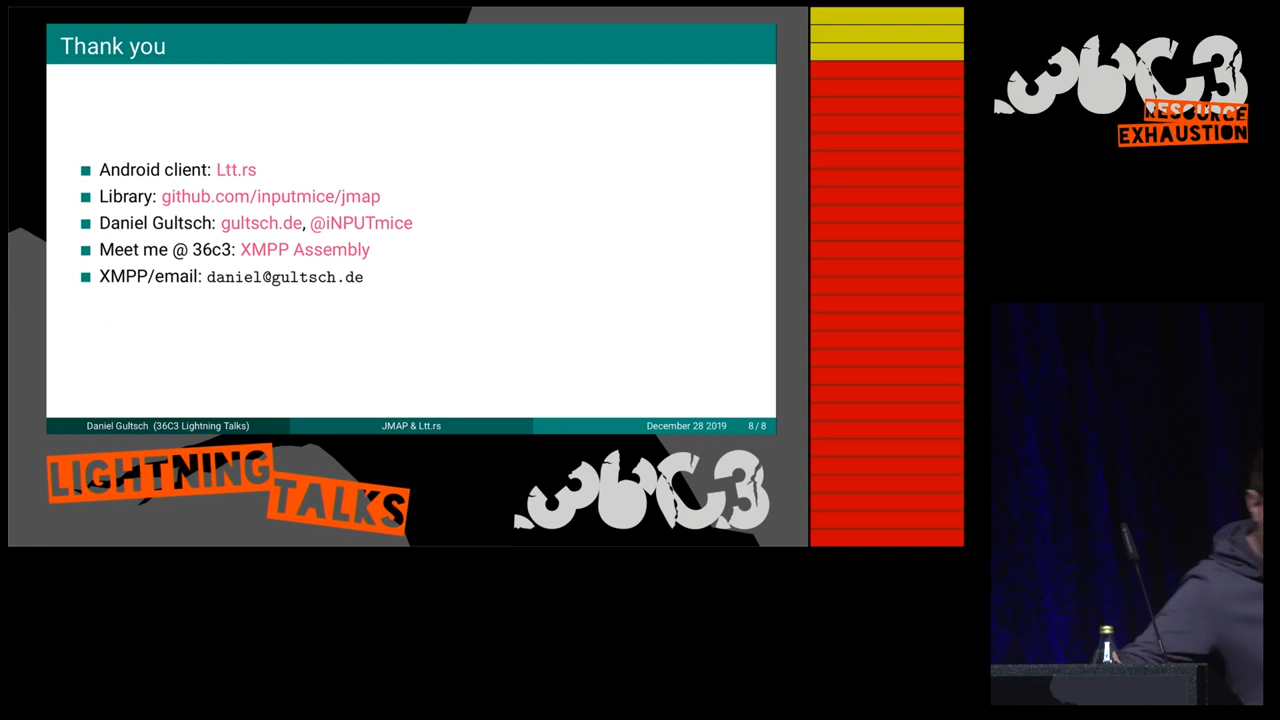 Thank you
Android client: Ltt.rs
Library: github.com/inputmice/jmap
Daniel Gultsch: gultsch.de, @iNPUTmice
Meet me @ 36c3: XMPP Assembly
XMPP/email: daniel@gultsch.de
Daniel Gultsch (36C3 Lightning Talks) JMAP & Ltt.rs December 28 2019 8 / 8
LIGHTNING
TALKS
36C3
36C3
RESOURCE
EXHAUSTION